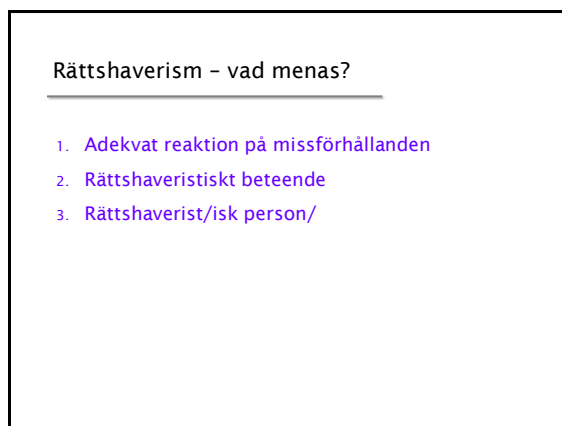 Rättshaverism – vad menas?
1. Adekvat reaktion på missförhållanden
2. Rättshaveristiskt beteende
3. Rättshaverist/isk person/